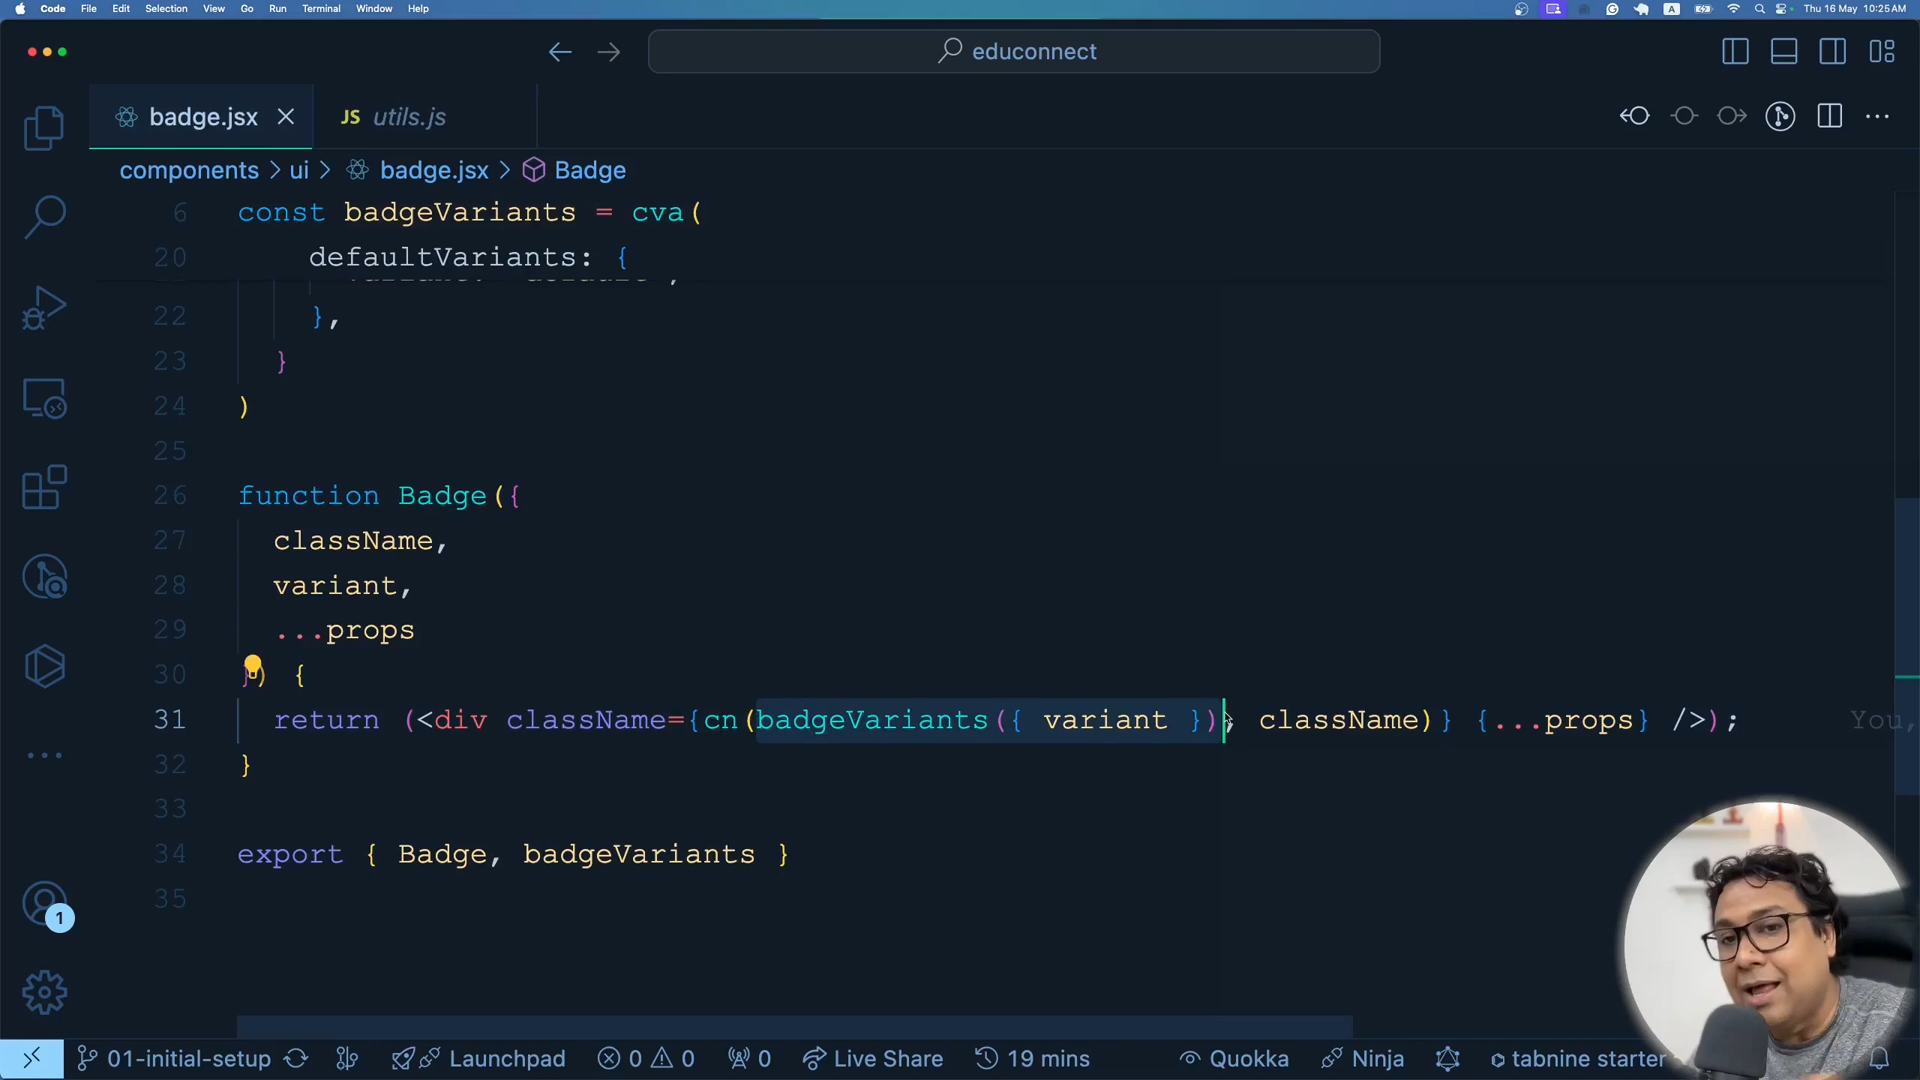 Code File Edit Selection View Go Run Terminal Window Help
A
Thu 16 May 10:25 AM
educonnect
badge.jsx
JS utils.js
components > ui > badge.jsx > Badge
6 const badgeVariants = cva(
20 defaultVariants: {
22 },
23 }
24 )
25
26 function Badge({
27 className,
28 variant,
29 ...props
30 }) {
31 return (<div className={cn(badgeVariants({ variant }), className)} {...props} />); You,
32 }
33
34 export { Badge, badgeVariants }
35
1
01-initial-setup
Launchpad
0 0
0
Live Share
19 mins
Quokka
Ninja
tabnine starter